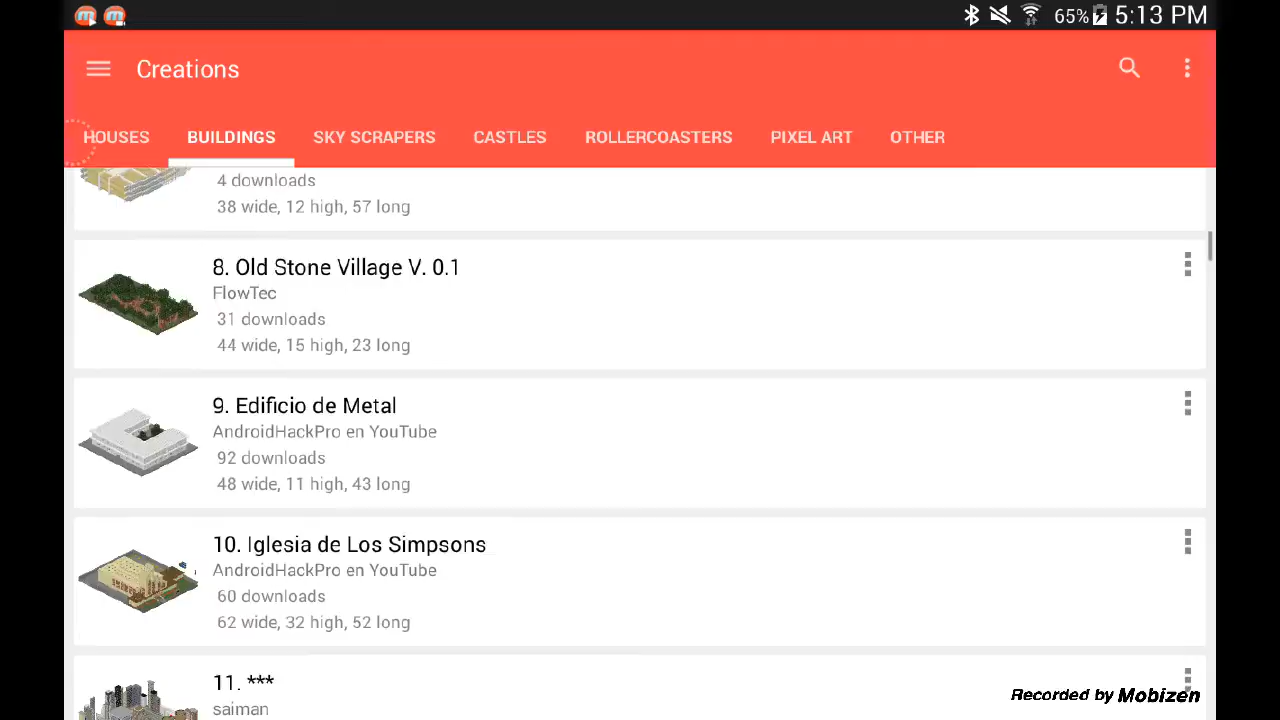 65% 5:13 PM
Creations
HOUSES BUILDINGS SKY SCRAPERS CASTLES ROLLERCOASTERS PIXEL ART OTHER
4 downloads
38 wide, 12 high, 57 long
8. Old Stone Village V. 0.1
FlowTec
31 downloads
44 wide, 15 high, 23 long
9. Edificio de Metal
AndroidHackPro en YouTube
92 downloads
48 wide, 11 high, 43 long
10. Iglesia de Los Simpsons
AndroidHackPro en YouTube
60 downloads
62 wide, 32 high, 52 long
11. ***
saiman
Recorded by Mobizen